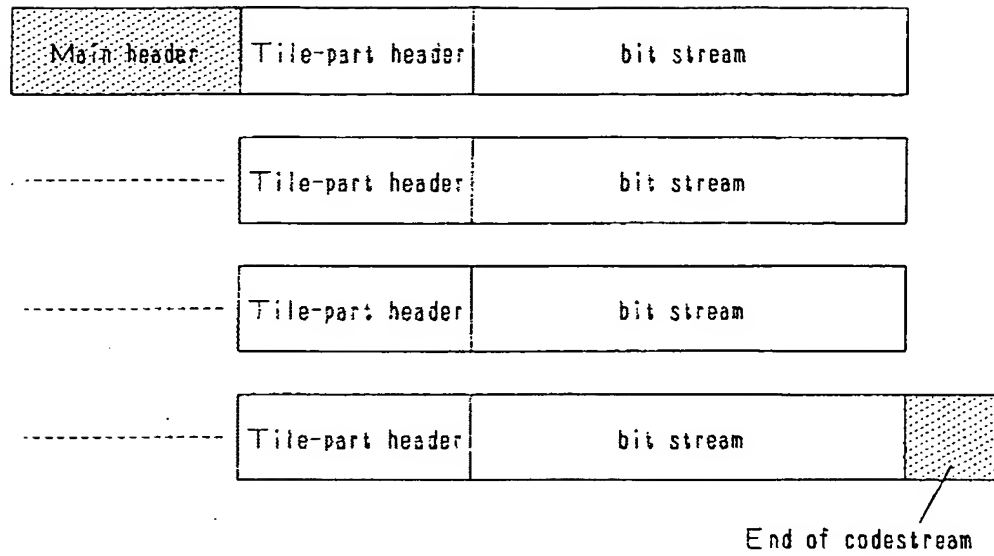 Main header Tile-part header bit stream
Tile-part header bit stream
Tile-part header bit stream
Tile-part header bit stream
End of codestream